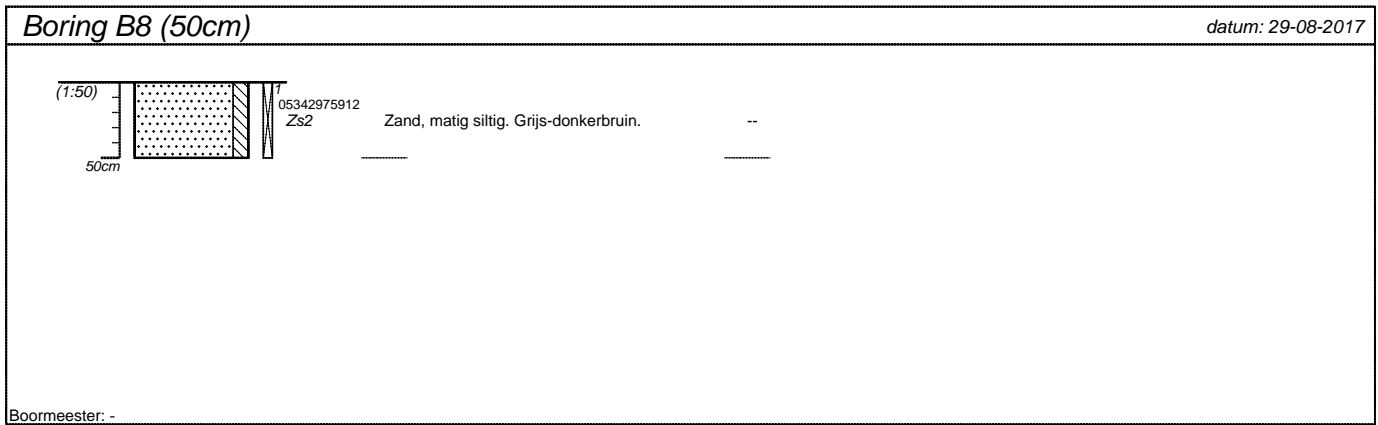 Boring B8 (50cm)
datum: 29-08-2017
(1:50)
1
05342975912
Zs2 Zand, matig siltig. Grijs-donkerbruin. --
50cm
Boormeester: -